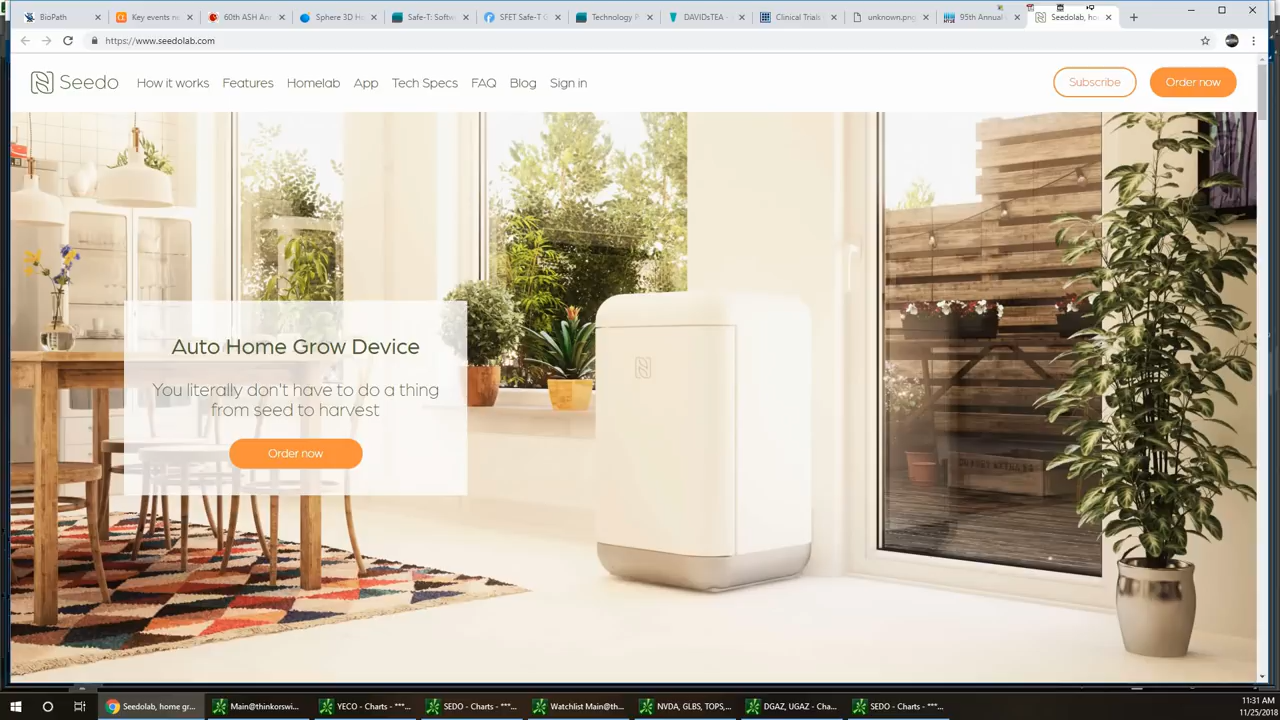 BioPath
Key events n
60th ASH Ann
Sphere 3D H
Safe-T: Softw
SFET Safe-T G
Technology P
DAVIDsTEA -
Clinical Trials
unknown.png
95th Annual
Seedolab, ho
https://www.seedolab.com
Seedo
How it works
Features
Homelab
App
Tech Specs
FAQ
Blog
Sign in
Subscribe
Order now
Auto Home Grow Device
You literally don't have to do a thing
from seed to harvest
Order now
Seedolab, home gr...
Main@thinkorswi...
YECO - Charts - ***...
SEDO - Charts - ***...
Watchlist Main@th...
NVDA, GLBS, TOPS,...
DGAZ, UGAZ - Cha...
SEDO - Charts - ***...
11:31 AM
11/25/2018